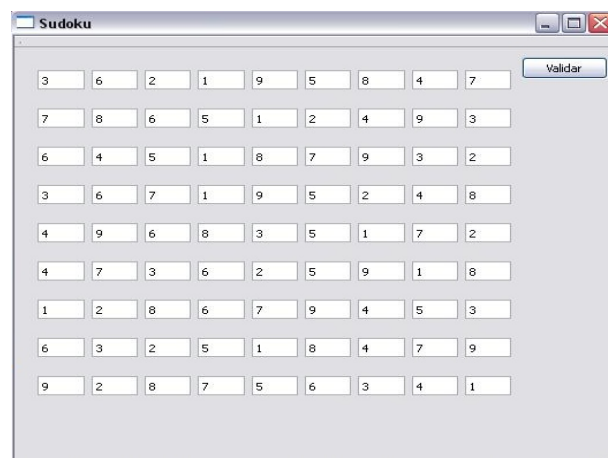 Sudoku
Validar
3 6 2 1 9 5 8 4 7
7 8 6 5 1 2 4 9 3
6 4 5 1 8 7 9 3 2
3 6 7 1 9 5 2 4 8
4 9 6 8 3 5 1 7 2
4 7 3 6 2 5 9 1 8
1 2 8 6 7 9 4 5 3
6 3 2 5 1 8 4 7 9
9 2 8 7 5 6 3 4 1